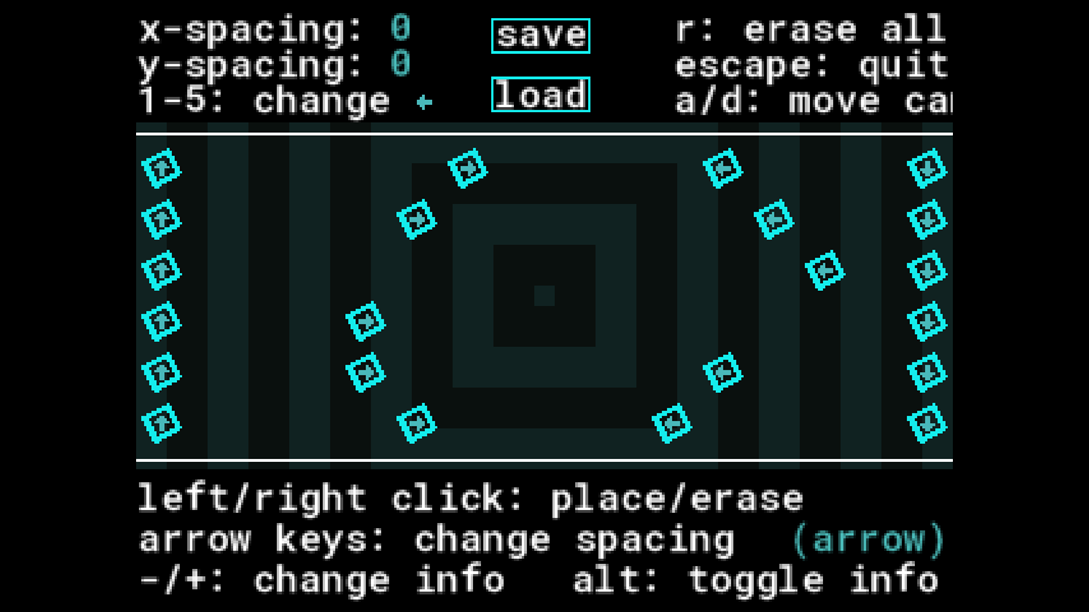 x-spacing: 0
y-spacing: 0
1-5: change ←
save
load
r: erase all
escape: quit
a/d: move ca
left/right click: place/erase
arrow keys: change spacing (arrow)
-/+: change info alt: toggle info